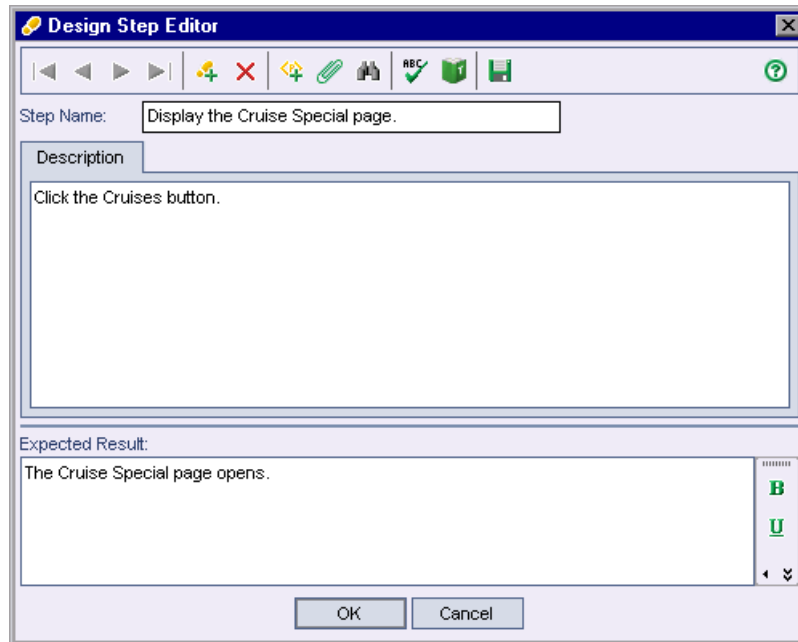 Design Step Editor
ABC
Step Name:
Display the Cruise Special page.
Description
Click the Cruises button.
Expected Result:
The Cruise Special page opens.
B
U
OK Cancel